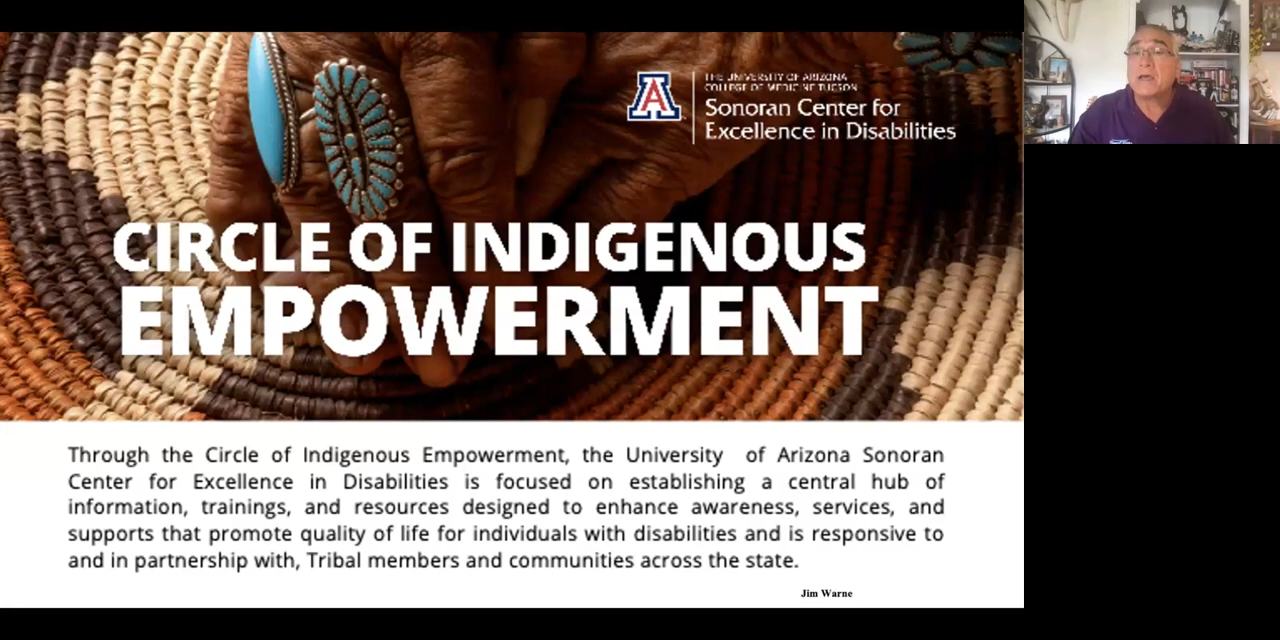 THE UNIVERSITY OF ARIZONA
COLLEGE OF MEDICINE TUCSON
Sonoran Center for
Excellence in Disabilities
A
CIRCLE OF INDIGENOUS
EMPOWERMENT
Through the Circle of Indigenous Empowerment, the University of Arizona Sonoran
Center for Excellence in Disabilities is focused on establishing a central hub of
information, trainings, and resources designed to enhance awareness, services, and
supports that promote quality of life for individuals with disabilities and is responsive to
and in partnership with, Tribal members and communities across the state.
Jim Warne